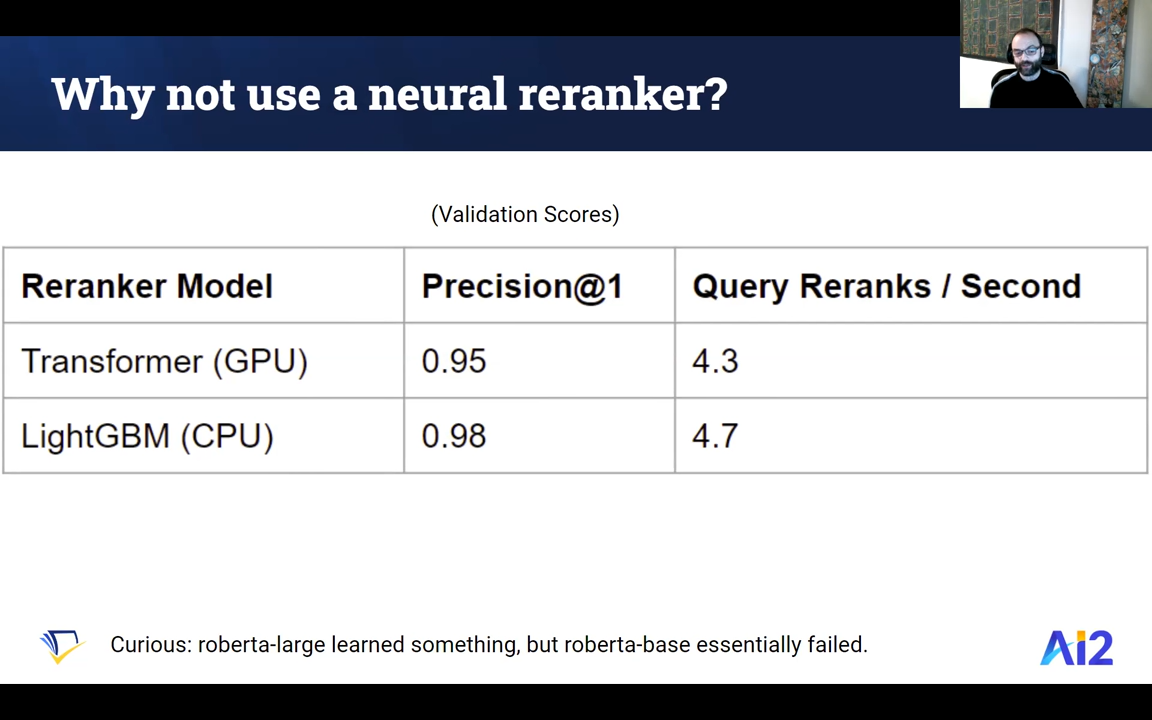 Why not use a neural reranker?
(Validation Scores)
Reranker Model Precision@1 Query Reranks / Second
Transformer (GPU) 0.95 4.3
LightGBM (CPU) 0.98 4.7
Curious: roberta-large learned something, but roberta-base essentially failed.
Ai2